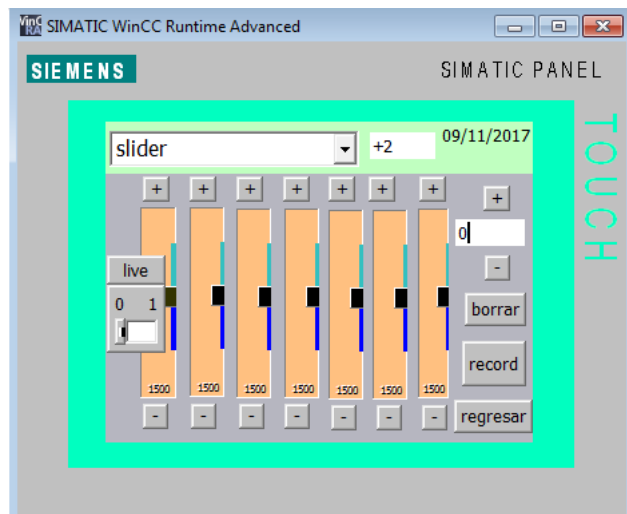 SIMATIC WinCC Runtime Advanced
SIEMENS
SIMATIC PANEL
TOUCH
slider
+2
09/11/2017
+ + + + + + + +
0
-
live
0 1
borrar
record
1500 1500 1500 1500 1500 1500 1500
- - - - - - -
regresar